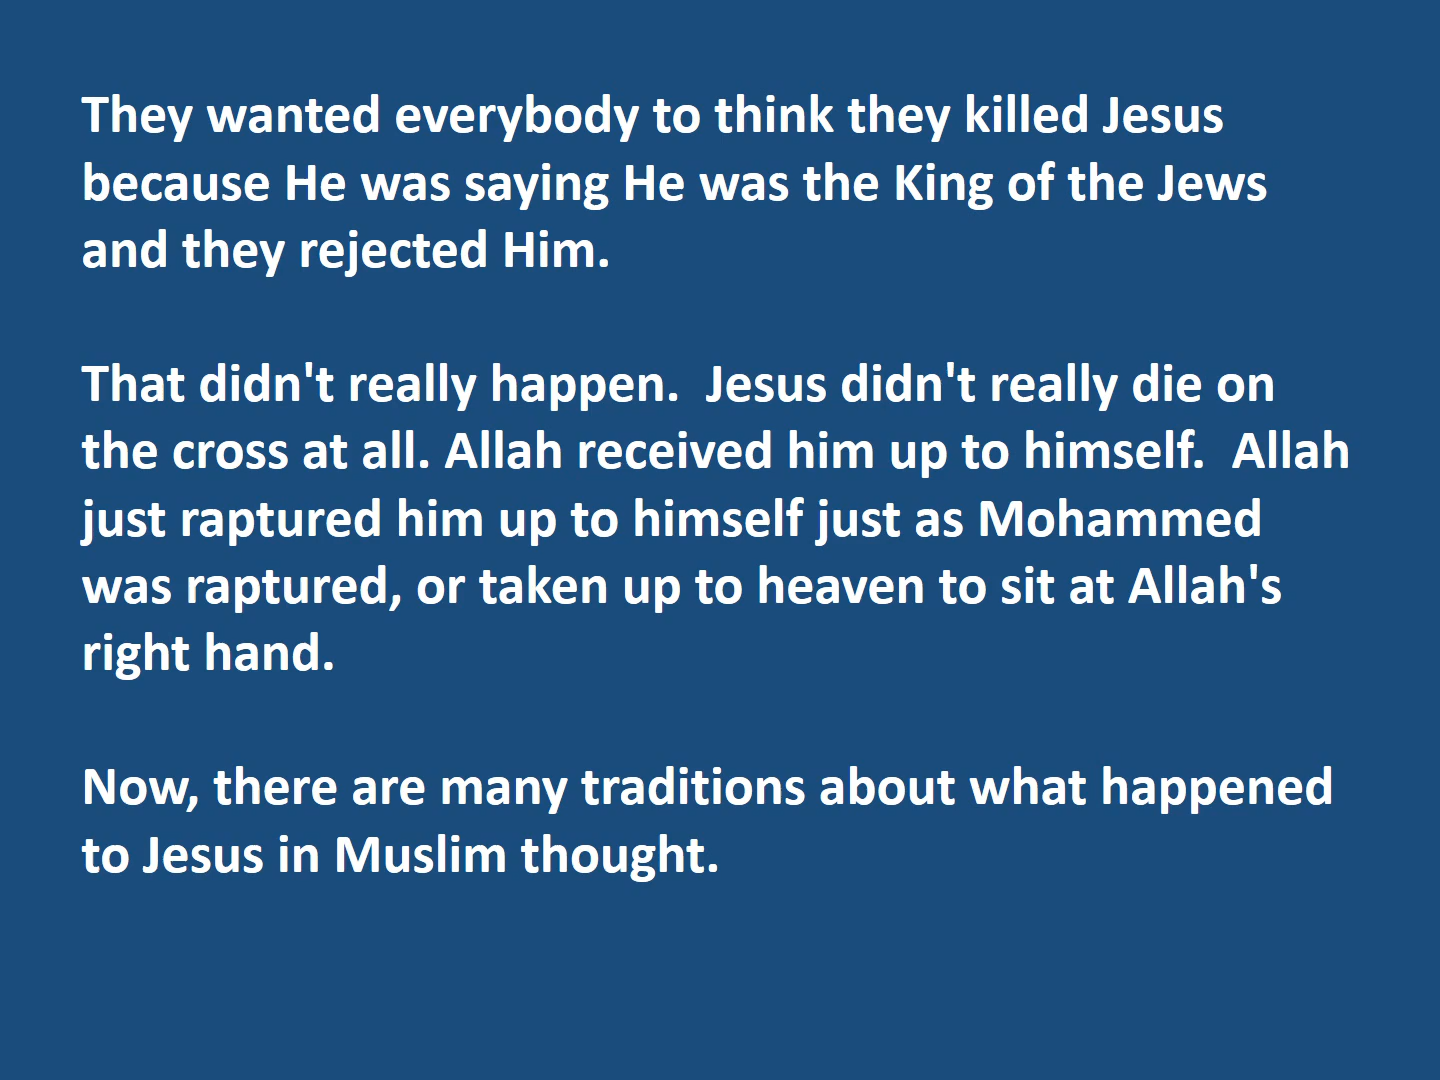 They wanted everybody to think they killed Jesus
because He was saying He was the King of the Jews
and they rejected Him.
That didn't really happen.  Jesus didn't really die on
the cross at all. Allah received him up to himself.  Allah
just raptured him up to himself just as Mohammed
was raptured, or taken up to heaven to sit at Allah's
right hand.
Now, there are many traditions about what happened
to Jesus in Muslim thought.